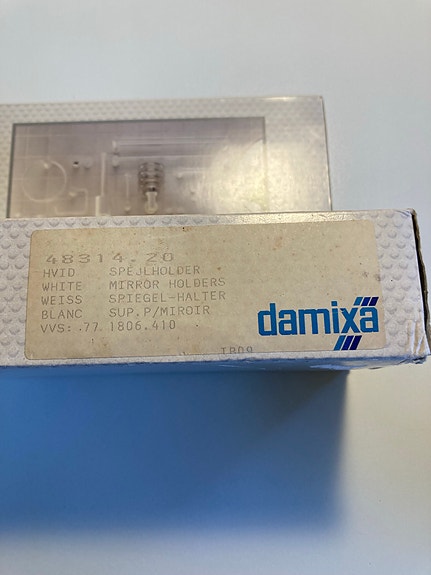 48314.20
HVID SPEJLHOLDER
WHITE MIRROR HOLDERS
WEISS SPIEGEL-HALTER
BLANC SUP.P/MIROIR
VVS: .77 1806.410
damixa